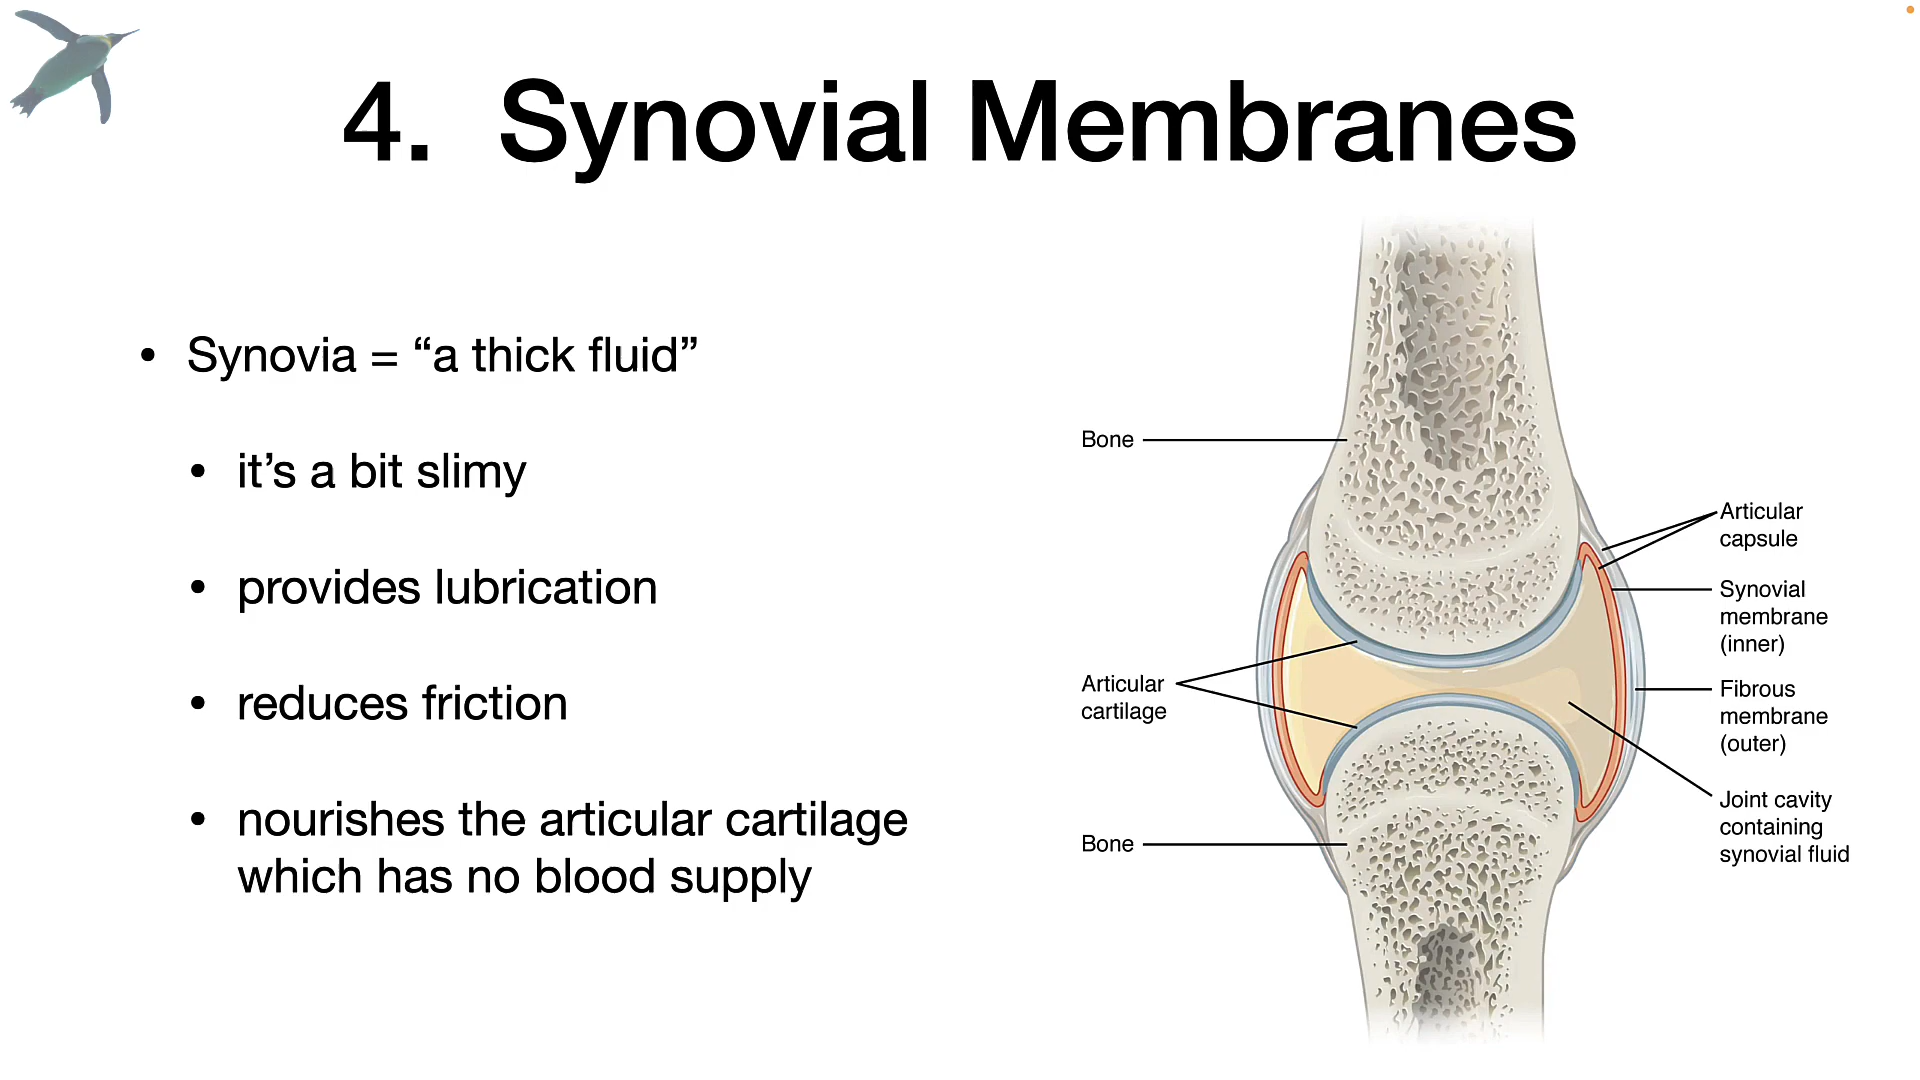 4. Synovial Membranes
• Synovia = “a thick fluid”
• it’s a bit slimy
• provides lubrication
• reduces friction
• nourishes the articular cartilage
which has no blood supply
Bone
Articular
cartilage
Bone
Articular
capsule
Synovial
membrane
(inner)
Fibrous
membrane
(outer)
Joint cavity
containing
synovial fluid